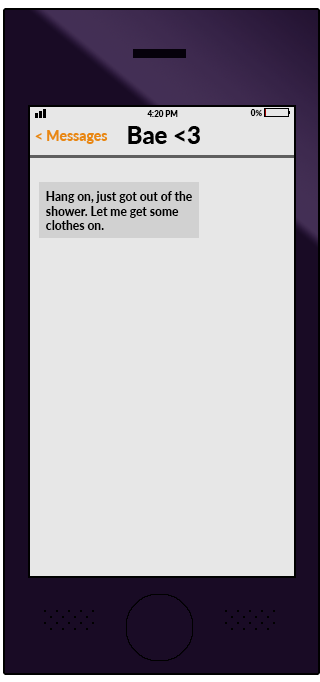 4:20 PM 0%
< Messages Bae <3
Hang on, just got out of the
shower. Let me get some
clothes on.